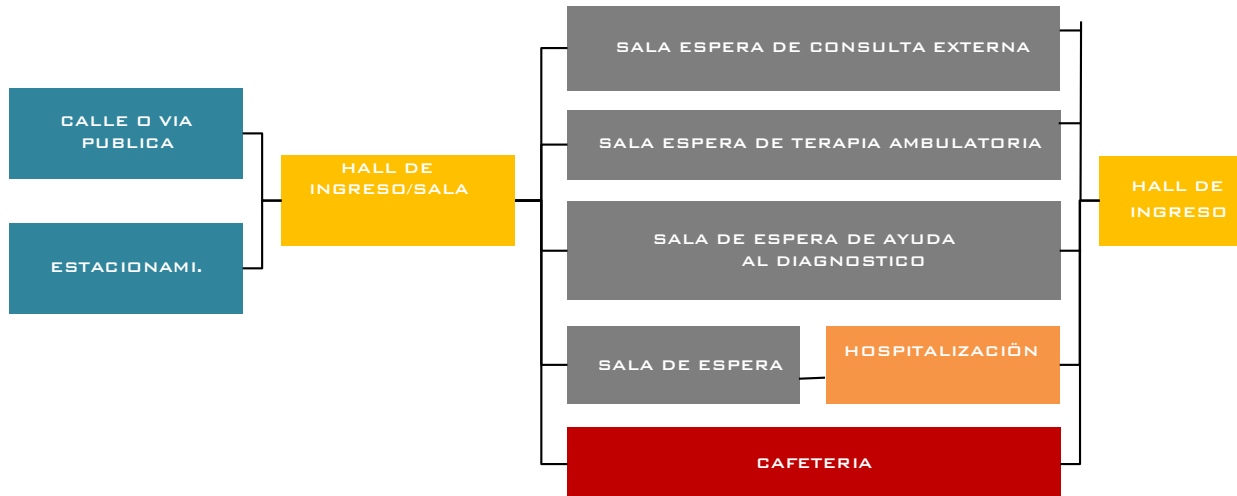 CALLE O VIA
PUBLICA
ESTACIONAMI.
HALL DE
INGRESO/SALA
SALA ESPERA DE CONSULTA EXTERNA
SALA ESPERA DE TERAPIA AMBULATORIA
SALA DE ESPERA DE AYUDA
AL DIAGNOSTICO
SALA DE ESPERA
HOSPITALIZACIÖN
CAFETERIA
HALL DE
INGRESO